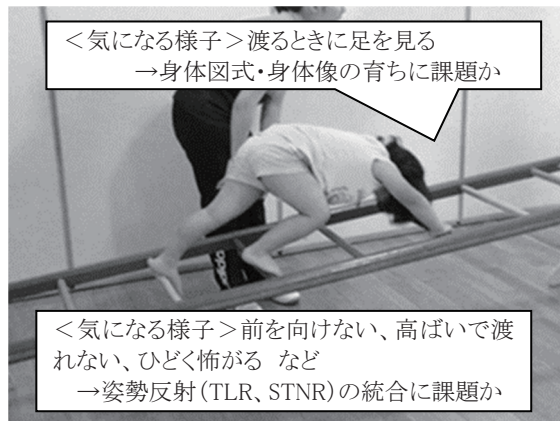 ＜気になる様子＞渡るときに足を見る
→身体図式・身体像の育ちに課題か
＜気になる様子＞前を向けない、高ばいで渡
れない、ひどく怖がる　など
→姿勢反射（TLR、STNR）の統合に課題か